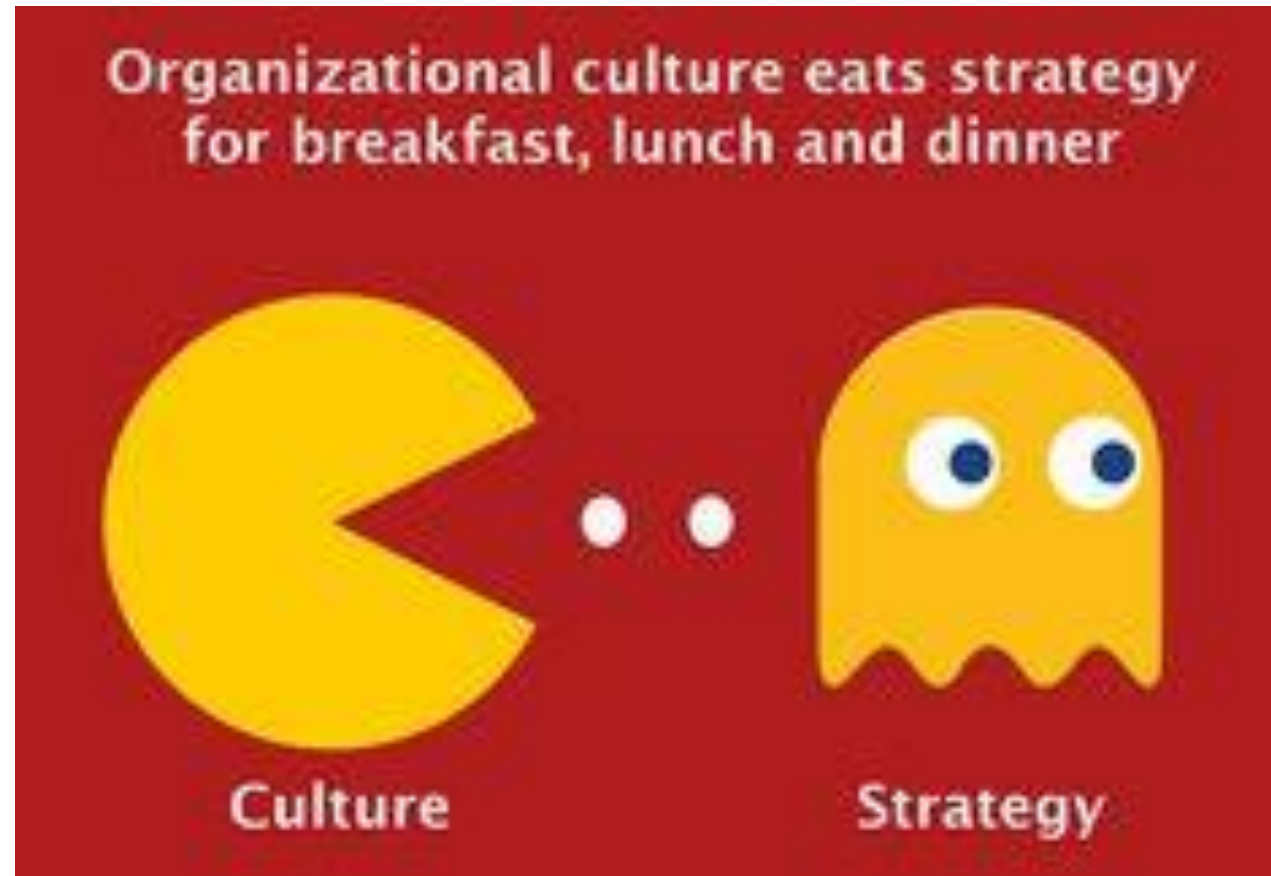 Organizational culture eats strategy
for breakfast, lunch and dinner
Culture
Strategy